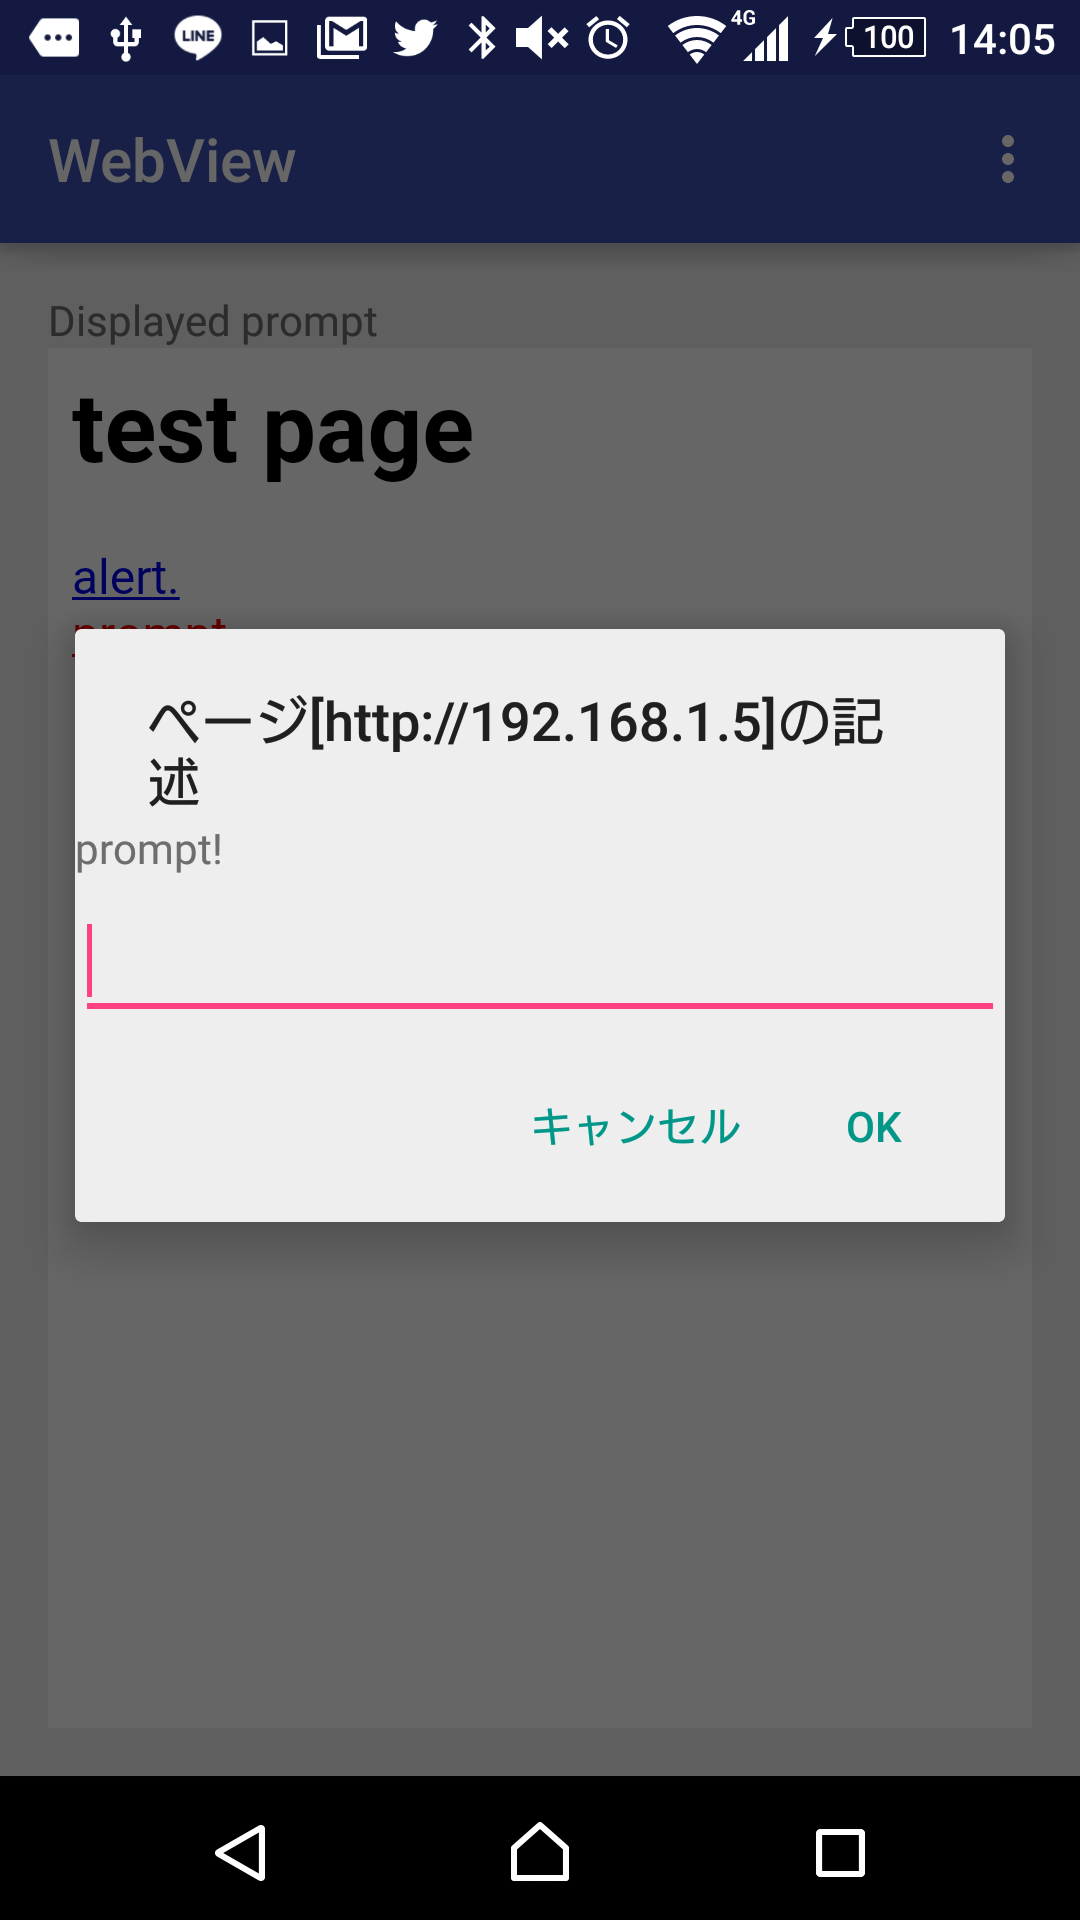 LINE
4G
100
14:05
WebView
Displayed prompt
test page
alert.
prompt
ページ[http://192.168.1.5]の記
述
prompt!
キャンセル
OK